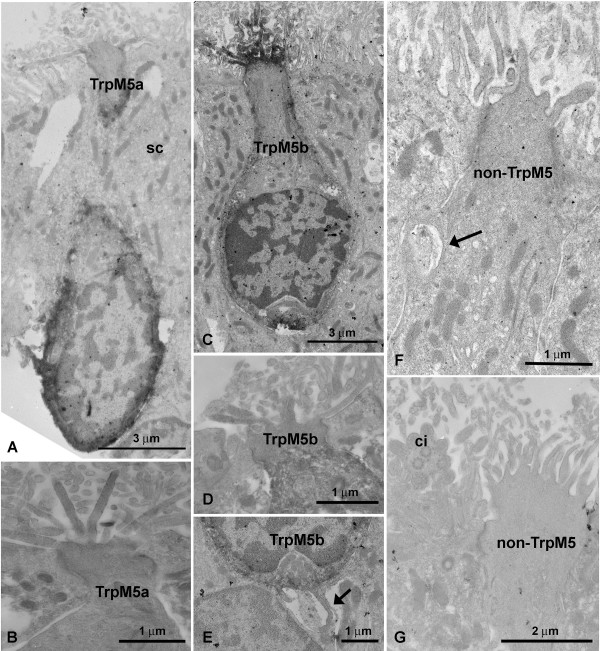 TrpM5a
sc
A
3 µm
TrpM5a
B
1 µm
TrpM5b
C
3 µm
TrpM5b
D
1 µm
TrpM5b
E
1 µm
non-TrpM5
F
1 µm
ci
non-TrpM5
G
2 µm